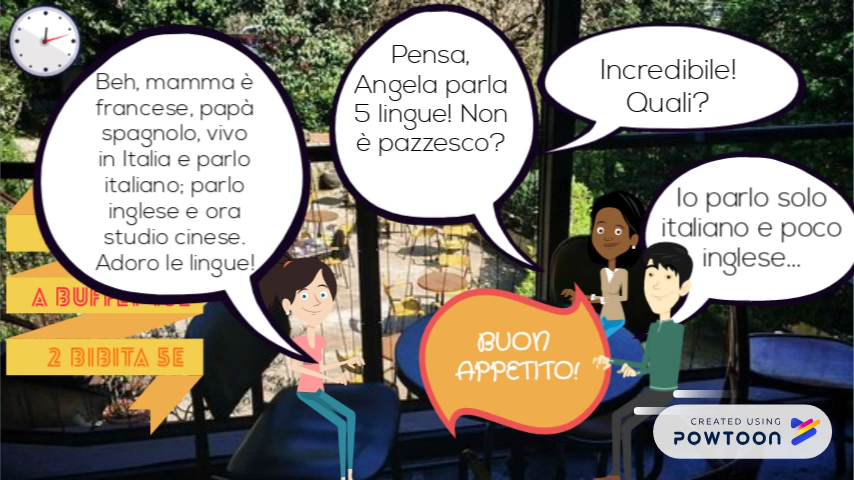 Beh, mamma è
francese, papà
spagnolo, vivo
in Italia e parlo
italiano; parlo
inglese e ora
studio cinese.
Adoro le lingue!
Pensa,
Angela parla
5 lingue! Non
è pazzesco?
Incredibile!
Quali?
Io parlo solo
italiano e poco
inglese...
A BUFFET
2 BIBITA 5E
BUON
APPETITO!
CREATED USING
POWTOON